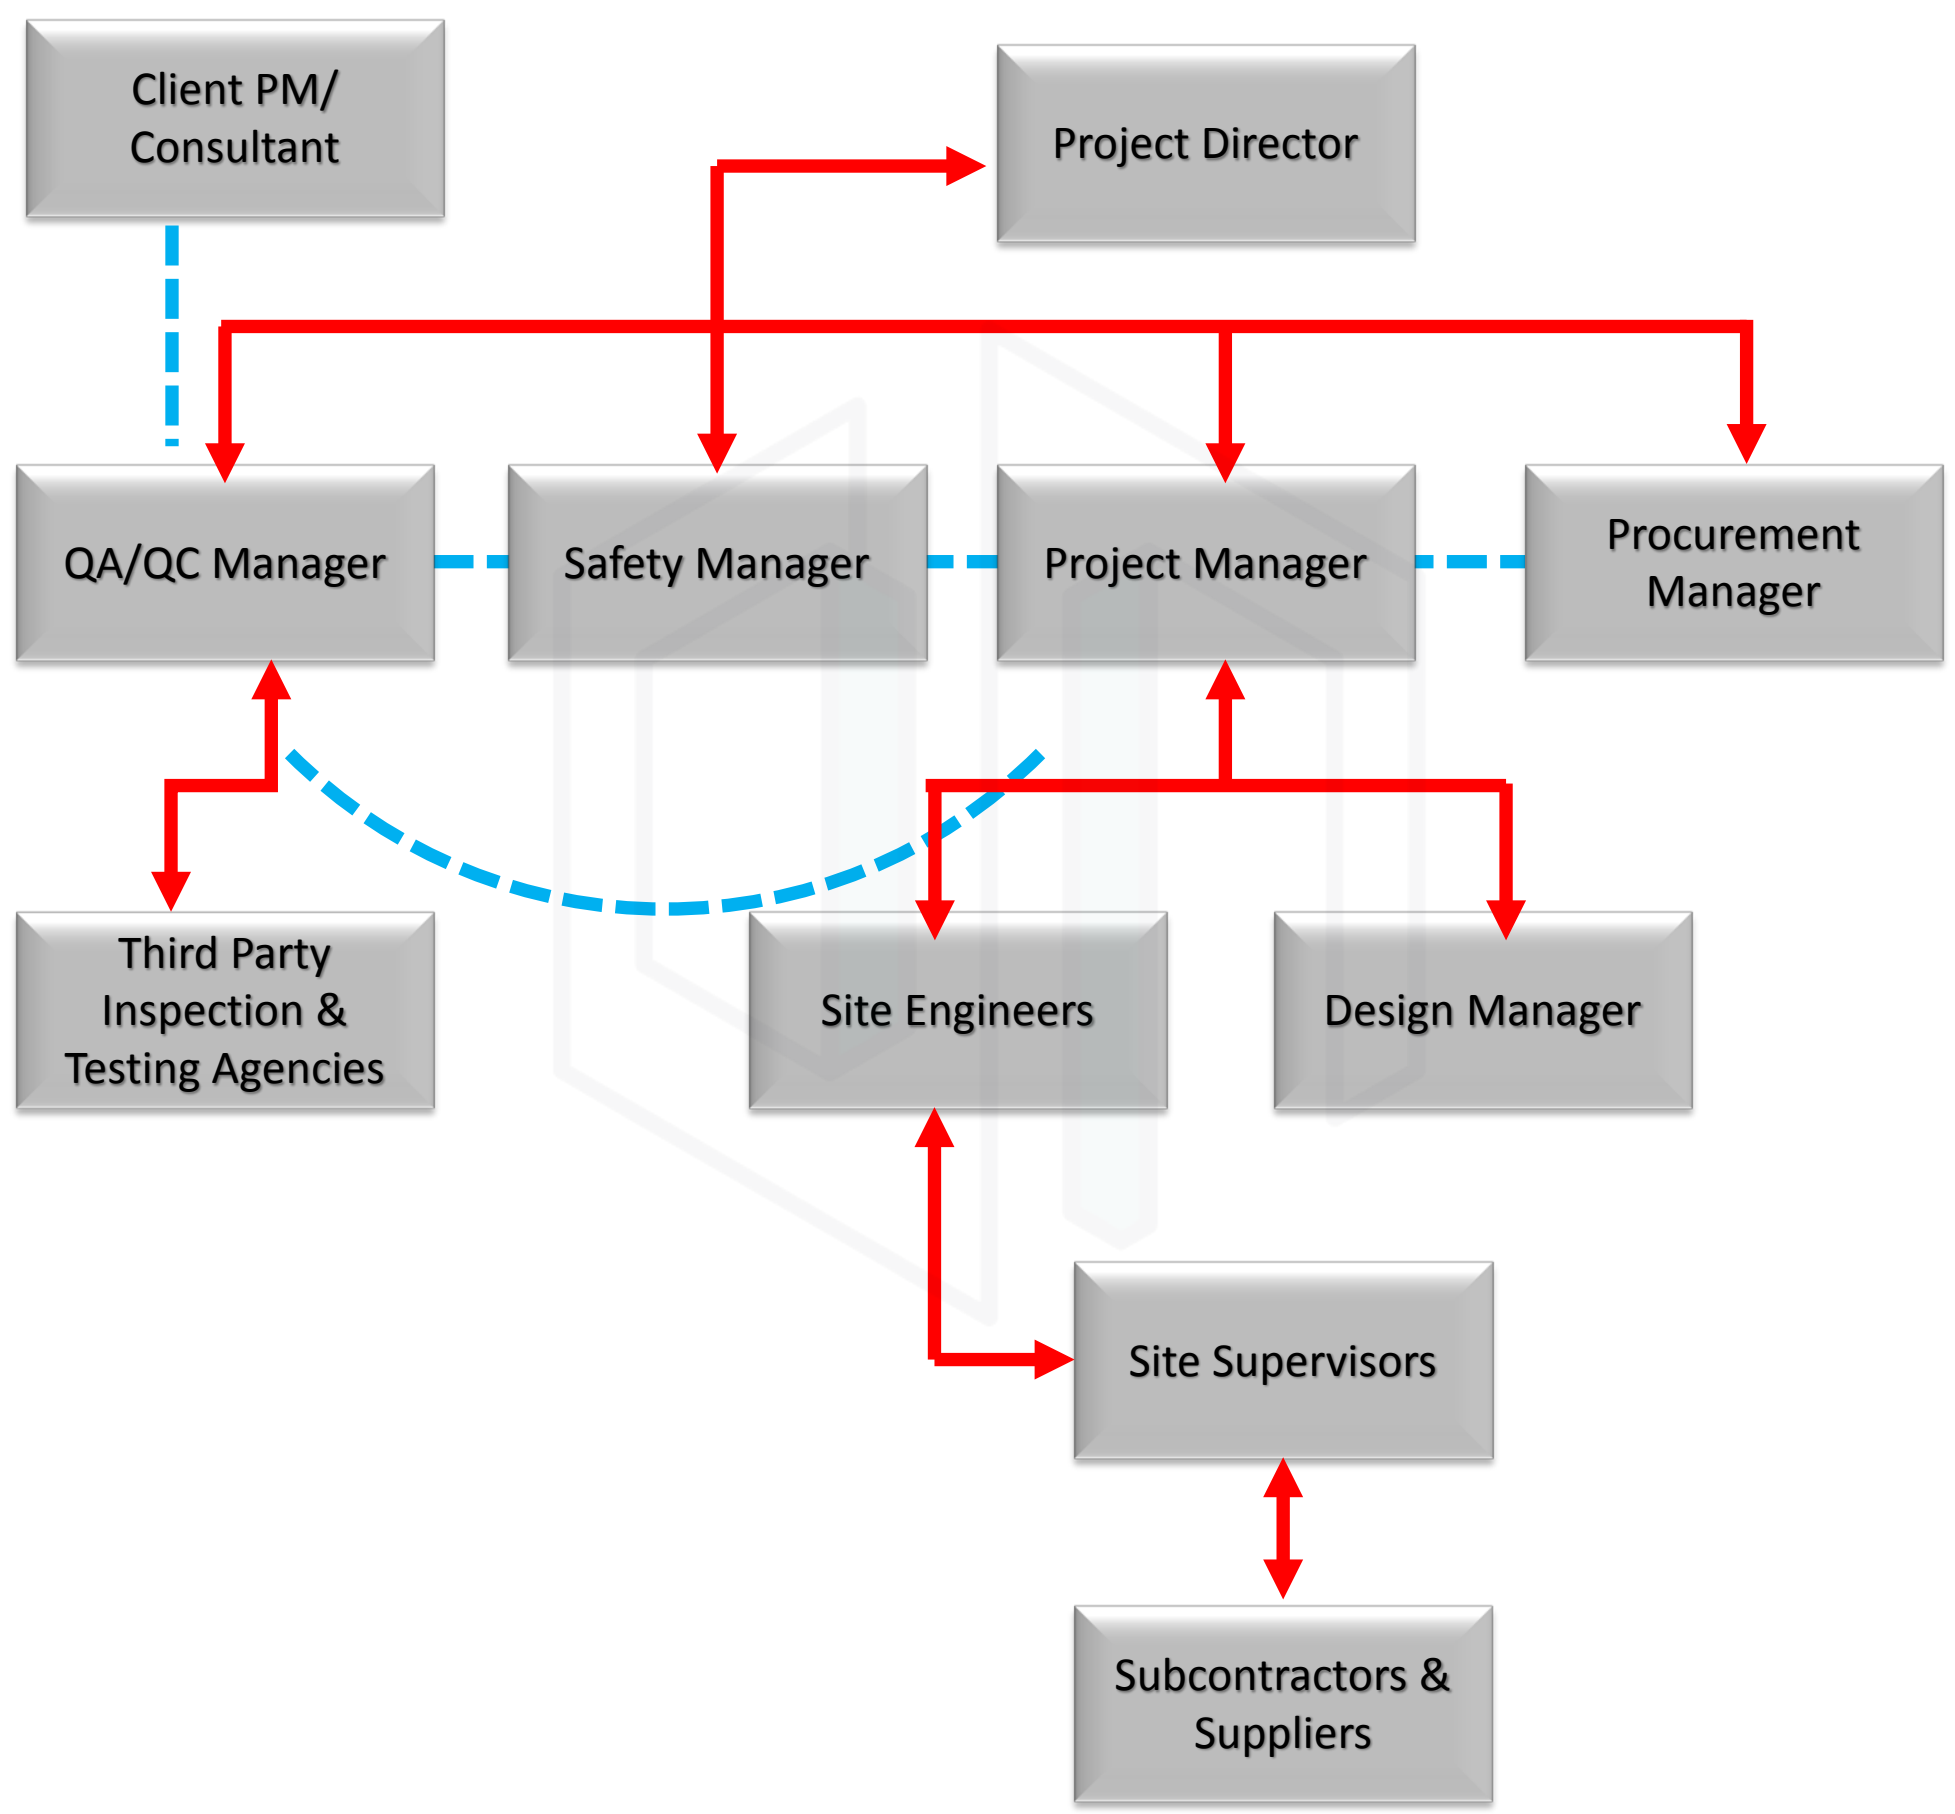 Client PM/
Consultant
Project Director
QA/QC Manager
Safety Manager
Project Manager
Procurement
Manager
Third Party
Inspection &
Testing Agencies
Site Engineers
Design Manager
Site Supervisors
Subcontractors &
Suppliers